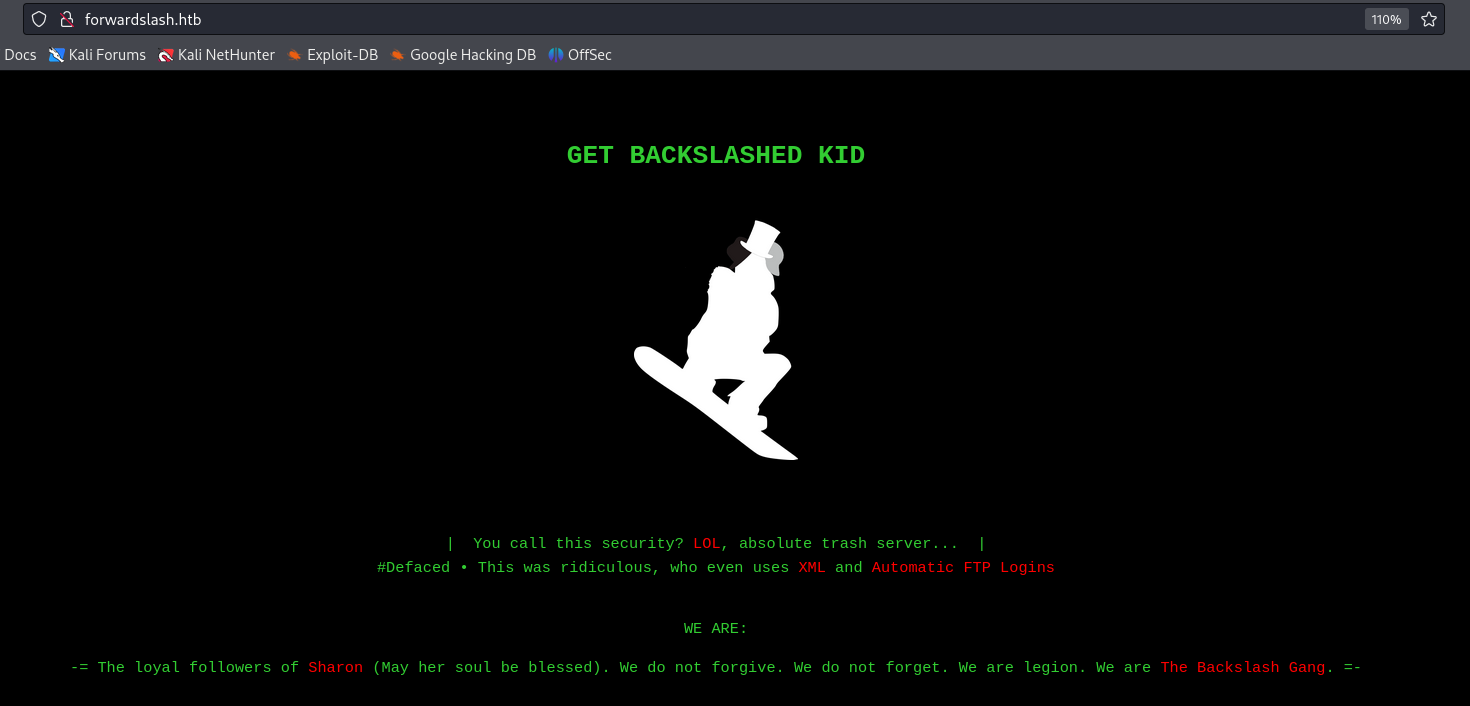 forwardslash.htb
110%
Docs Kali Forums Kali NetHunter Exploit-DB Google Hacking DB OffSec
GET BACKSLASHED KID
| You call this security? LOL, absolute trash server... |
#Defaced • This was ridiculous, who even uses XML and Automatic FTP Logins
WE ARE:
-= The loyal followers of Sharon (May her soul be blessed). We do not forgive. We do not forget. We are legion. We are The Backslash Gang. =-